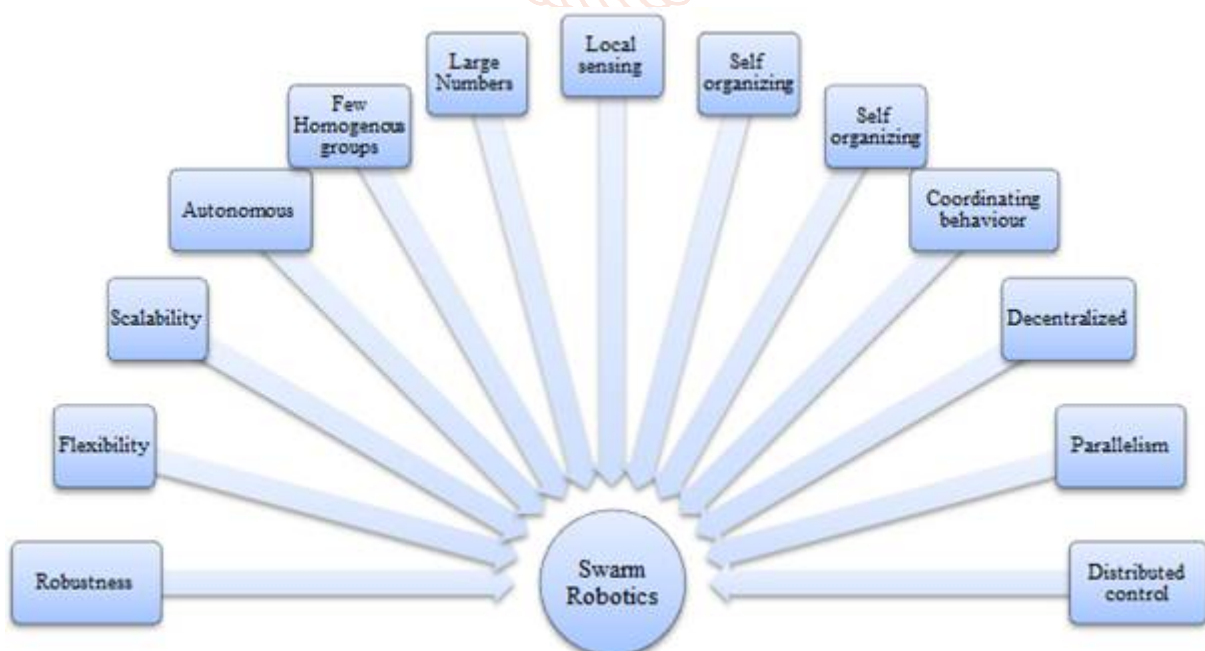 Robustness
Flexibility
Scalability
Autonomous
Few
Homogenous
groups
Large
Numbers
Local
sensing
Self
organizing
Self
organizing
Coordinating
behaviour
Decentralized
Parallelism
Distributed
control
Swarm
Robotics